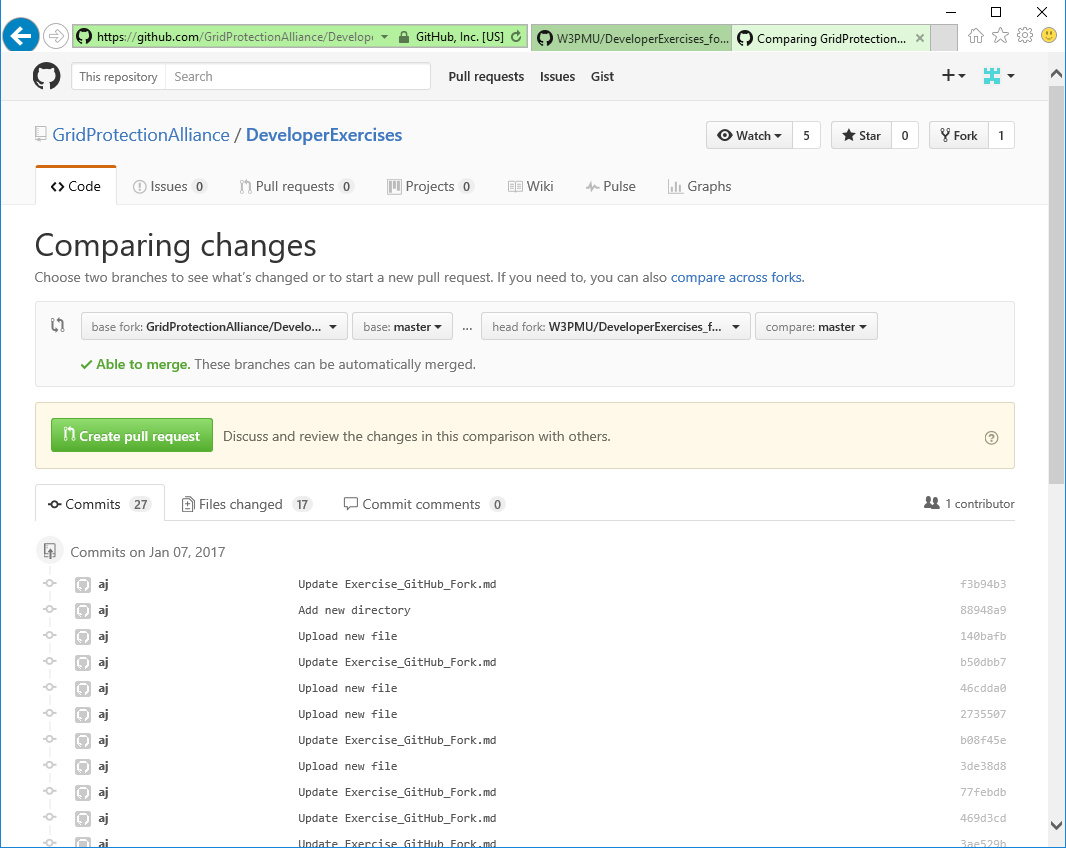 https://github.com/GridProtectionAlliance/Develope GitHub, Inc. [US] W3PMU/DeveloperExercises_fo... Comparing GridProtection...
This repository Search Pull requests Issues Gist
GridProtectionAlliance / DeveloperExercises Watch 5 Star 0 Fork 1
Code Issues 0 Pull requests 0 Projects 0 Wiki Pulse Graphs
Comparing changes
Choose two branches to see what's changed or to start a new pull request. If you need to, you can also compare across forks.
base fork: GridProtectionAlliance/Develo... base: master ... head fork: W3PMU/DeveloperExercises_f... compare: master
Able to merge. These branches can be automatically merged.
Create pull request Discuss and review the changes in this comparison with others.
Commits 27 Files changed 17 Commit comments 0 1 contributor
Commits on Jan 07, 2017
aj Update Exercise_GitHub_Fork.md f3b94b3
aj Add new directory 88948a9
aj Upload new file 140bafb
aj Update Exercise_GitHub_Fork.md b50dbb7
aj Upload new file 46cdda0
aj Upload new file 2735507
aj Update Exercise_GitHub_Fork.md b08f45e
aj Upload new file 3de38d8
aj Update Exercise_GitHub_Fork.md 77febdb
aj Update Exercise_GitHub_Fork.md 469d3cd
aj Update Exercise_GitHub_Fork.md 3ae529b